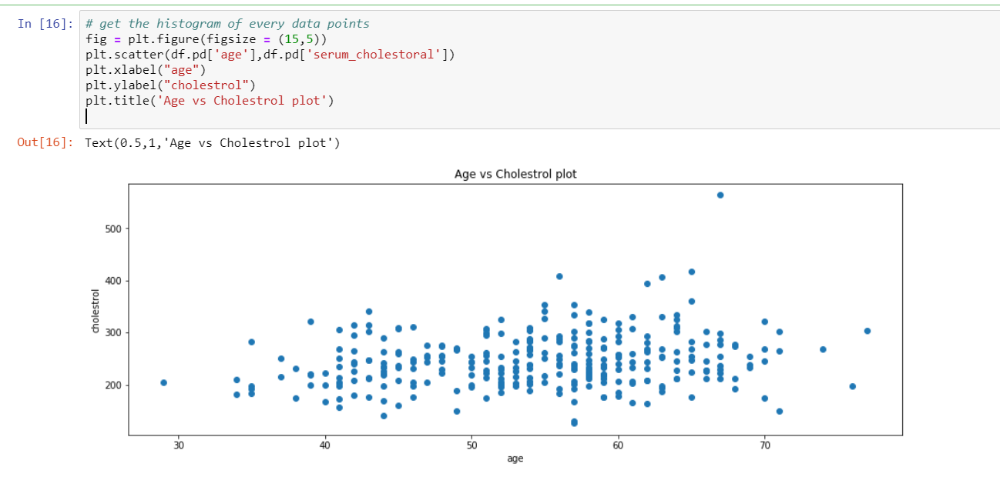 In [16]: # get the histogram of every data points
fig = plt.figure(figsize = (15,5))
plt.scatter(df.pd['age'],df.pd['serum_cholestoral'])
plt.xlabel("age")
plt.ylabel("cholestrol")
plt.title('Age vs Cholestrol plot')
Out[16]: Text(0.5,1,'Age vs Cholestrol plot')
Age vs Cholestrol plot
500
400
300
200
cholestrol
30 40 50 60 70
age